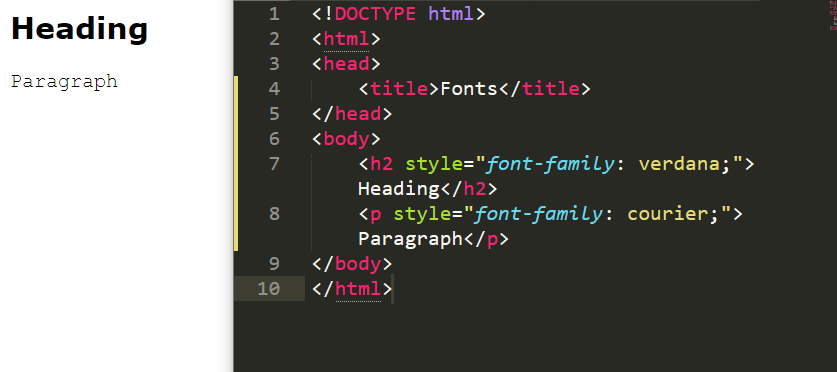 Heading
Paragraph
1 <!DOCTYPE html>
2 <html>
3 <head>
4     <title>Fonts</title>
5 </head>
6 <body>
7     <h2 style="font-family: verdana;">
    Heading</h2>
8     <p style="font-family: courier;">
    Paragraph</p>
9 </body>
10 </html>